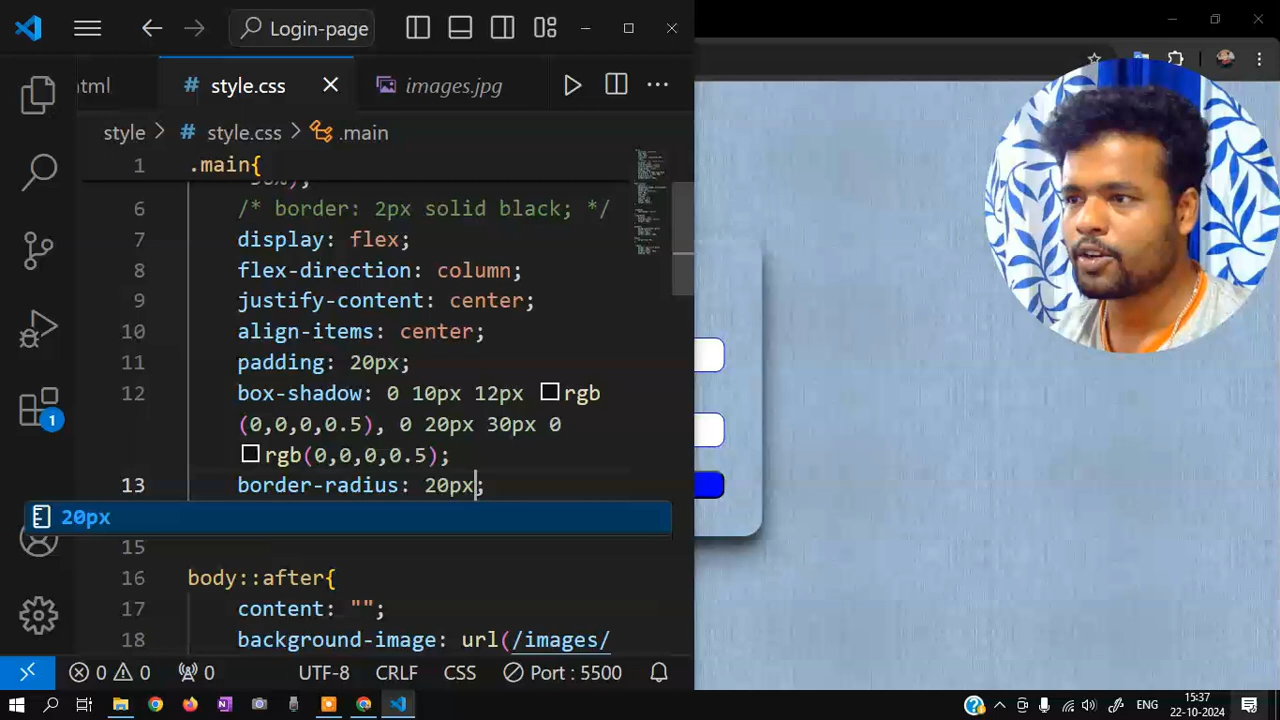 Login-page
html
# style.css
images.jpg
style > # style.css > .main
1 .main{
50%);
6 /* border: 2px solid black; */
7 display: flex;
8 flex-direction: column;
9 justify-content: center;
10 align-items: center;
11 padding: 20px;
12 box-shadow: 0 10px 12px rgb
(0,0,0,0.5), 0 20px 30px 0
rgb(0,0,0,0.5);
13 border-radius: 20px;
20px
15
16 body::after{
17 content: "";
18 background-image: url(/images/
1
0 0 0 UTF-8 CRLF CSS Port : 5500
ENG
15:37
22-10-2024